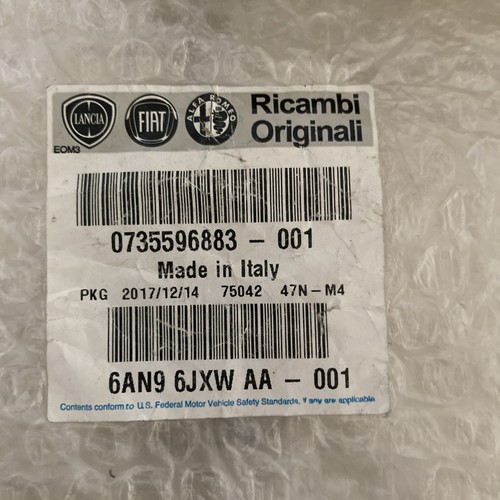 LANCIA FIAT ALFA ROMEO Ricambi
Originali
EOM3
0735596883 - 001
Made in Italy
PKG 2017/12/14 75042 47N-M4
6AN9 6JXW AA - 001
Contents conform to U.S. Federal Motor Vehicle Safety Standards, if any are applicable